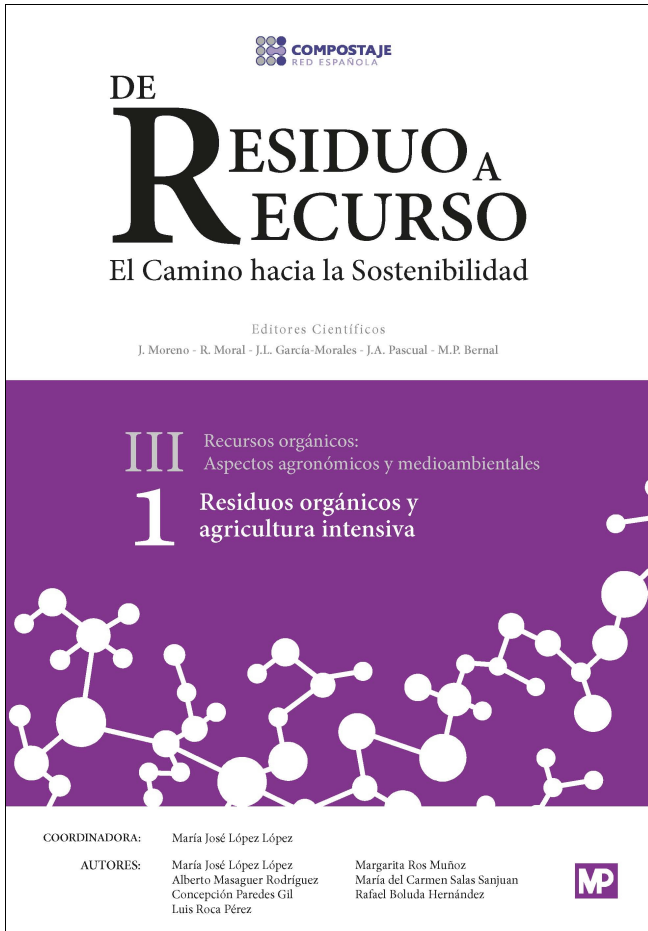 COMPOSTAJE
RED ESPAÑOLA
DE
RESIDUO A
RECURSO
El Camino hacia la Sostenibilidad
Editores Científicos
J. Moreno - R. Moral - J.L. García-Morales - J.A. Pascual - M.P. Bernal
III
Recursos orgánicos:
Aspectos agronómicos y medioambientales
1
Residuos orgánicos y
agricultura intensiva
COORDINADORA: María José López López
AUTORES:
María José López López
Alberto Masaguer Rodríguez
Concepción Paredes Gil
Luis Roca Pérez
Margarita Ros Muñoz
María del Carmen Salas Sanjuan
Rafael Boluda Hernández
MP